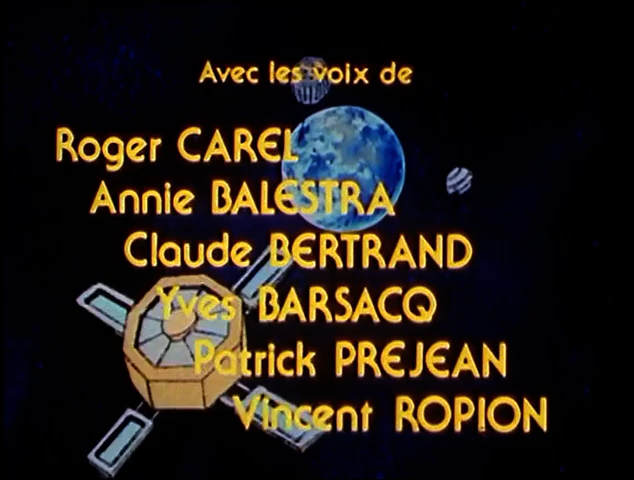 Avec les voix de
Roger CAREL
Annie BALESTRA
Claude BERTRAND
Yves BARSACQ
Patrick PREJEAN
Vincent ROPION